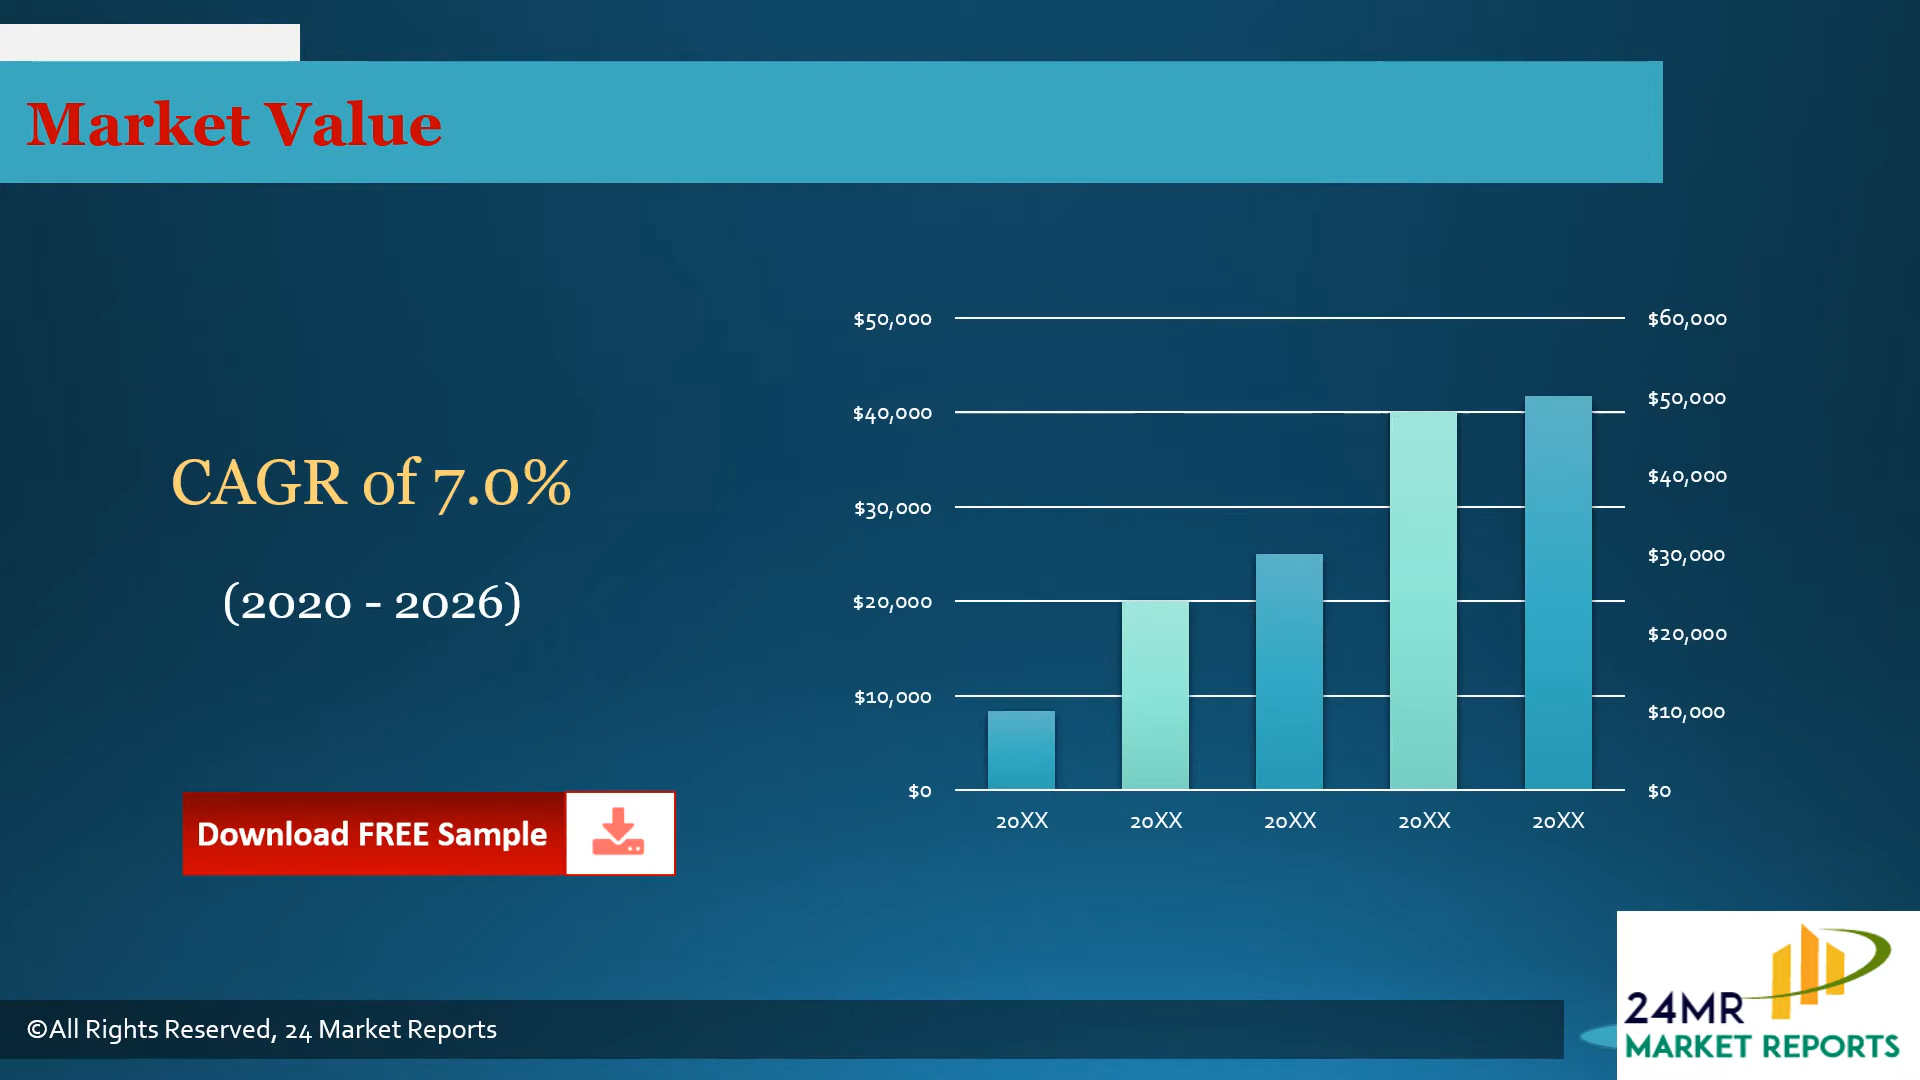 Market Value
CAGR of 7.0%
(2020 - 2026)
Download FREE Sample
$50,000
$40,000
$30,000
$20,000
$10,000
$0
$60,000
$50,000
$40,000
$30,000
$20,000
$10,000
$0
20XX 20XX 20XX 20XX 20XX
©All Rights Reserved, 24 Market Reports
24MR
MARKET REPORTS